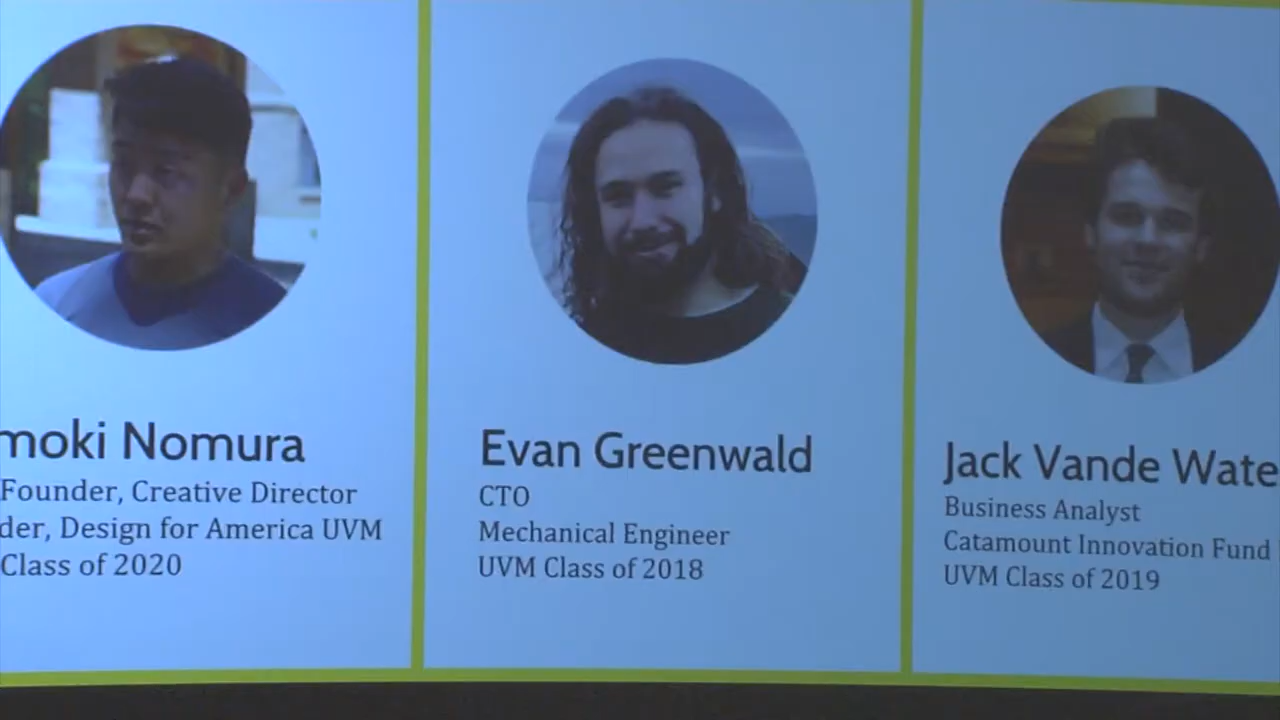 moki Nomura
Founder, Creative Director
der, Design for America UVM
Class of 2020
Evan Greenwald
CTO
Mechanical Engineer
UVM Class of 2018
Jack Vande Wate
Business Analyst
Catamount Innovation Fund
UVM Class of 2019